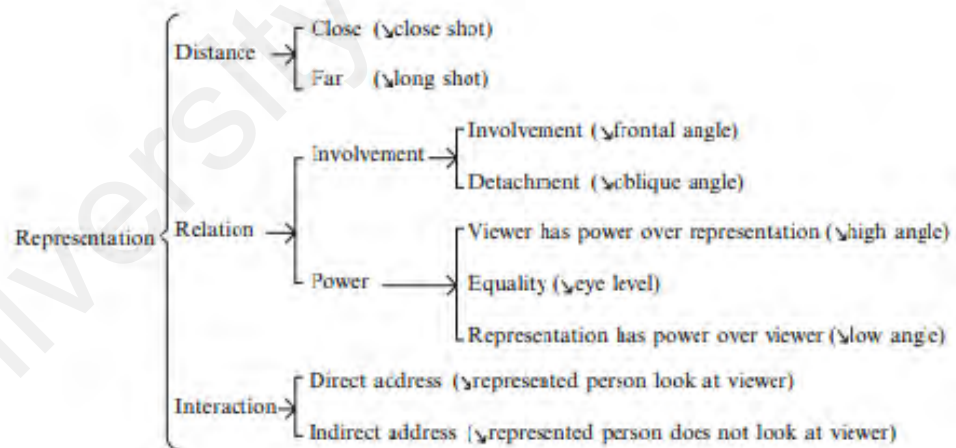 Close (↘close shot)
Distance
Far (↘long shot)
Involvement (↘frontal angle)
Involvement
Detachment (↘oblique angle)
Representation
Relation
Viewer has power over representation (↘high angle)
Power
Equality (↘eye level)
Representation has power over viewer (↘low angle)
Direct address (↘represented person look at viewer)
Interaction
Indirect address (↘represented person does not look at viewer)